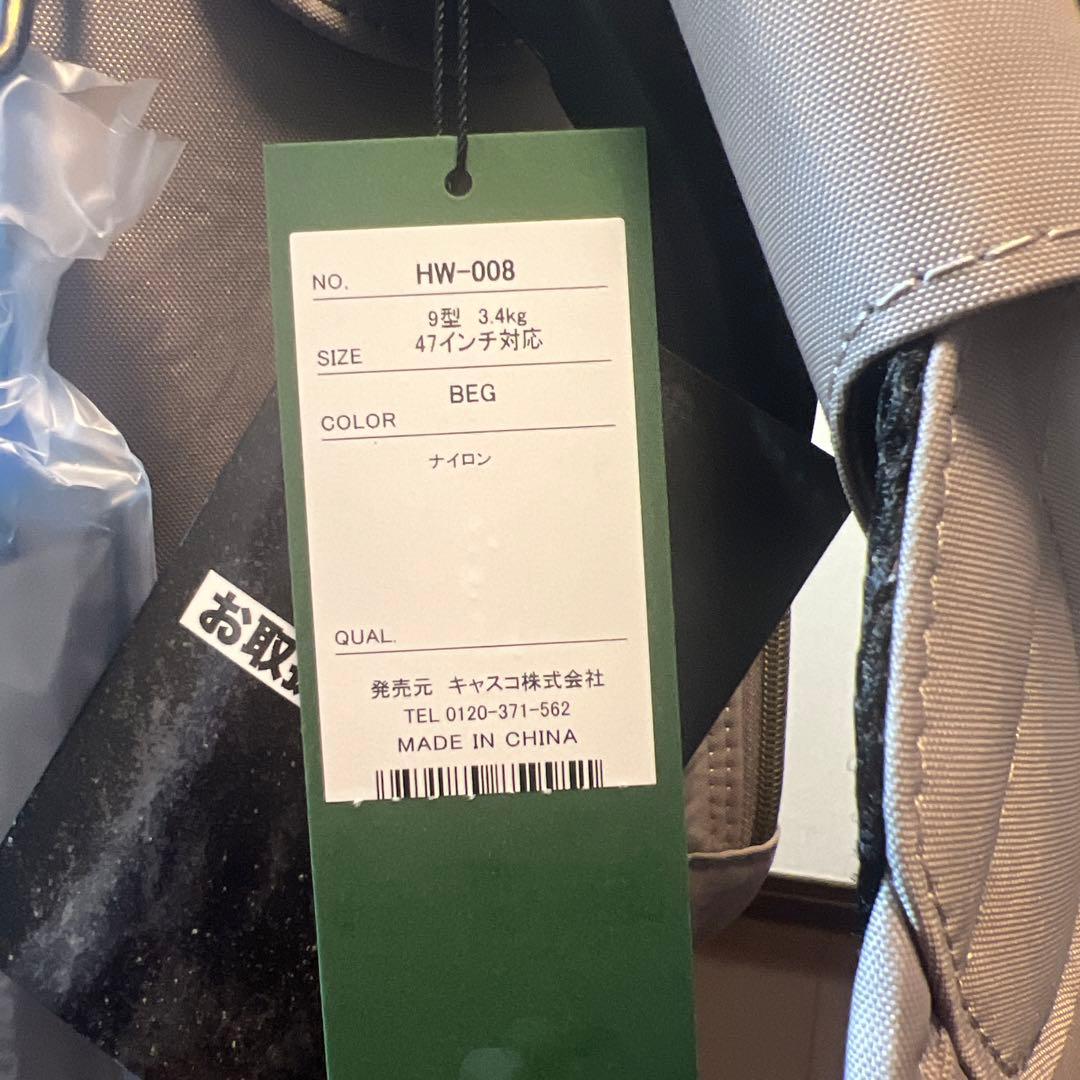 NO. HW-008
9型 3.4kg
SIZE 47インチ対応
BEG
COLOR
ナイロン
QUAL.
発売元 キャスコ株式会社
TEL 0120-371-562
MADE IN CHINA
お取